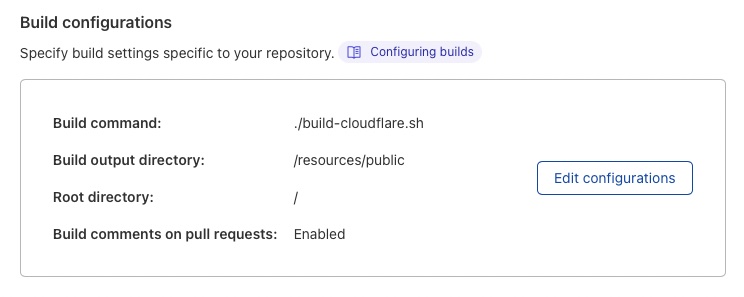 Build configurations
Specify build settings specific to your repository. Configuring builds
Build command: ./build-cloudflare.sh
Build output directory: /resources/public
Edit configurations
Root directory: /
Build comments on pull requests: Enabled